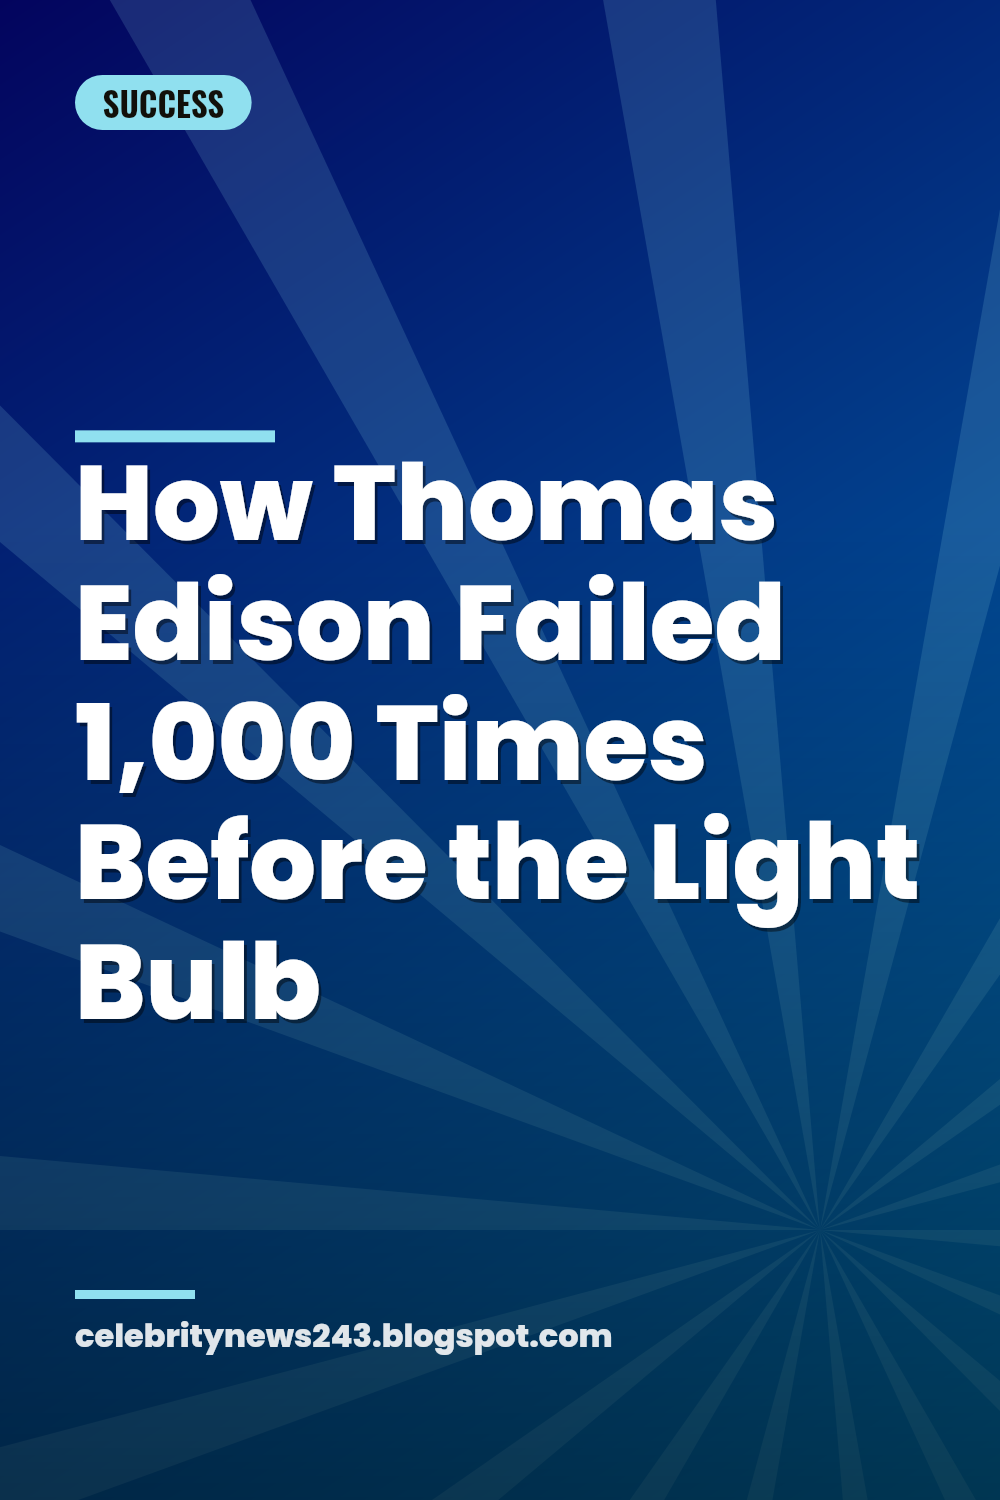 SUCCESS
How Thomas
Edison Failed
1,000 Times
Before the Light
Bulb
celebritynews243.blogspot.com